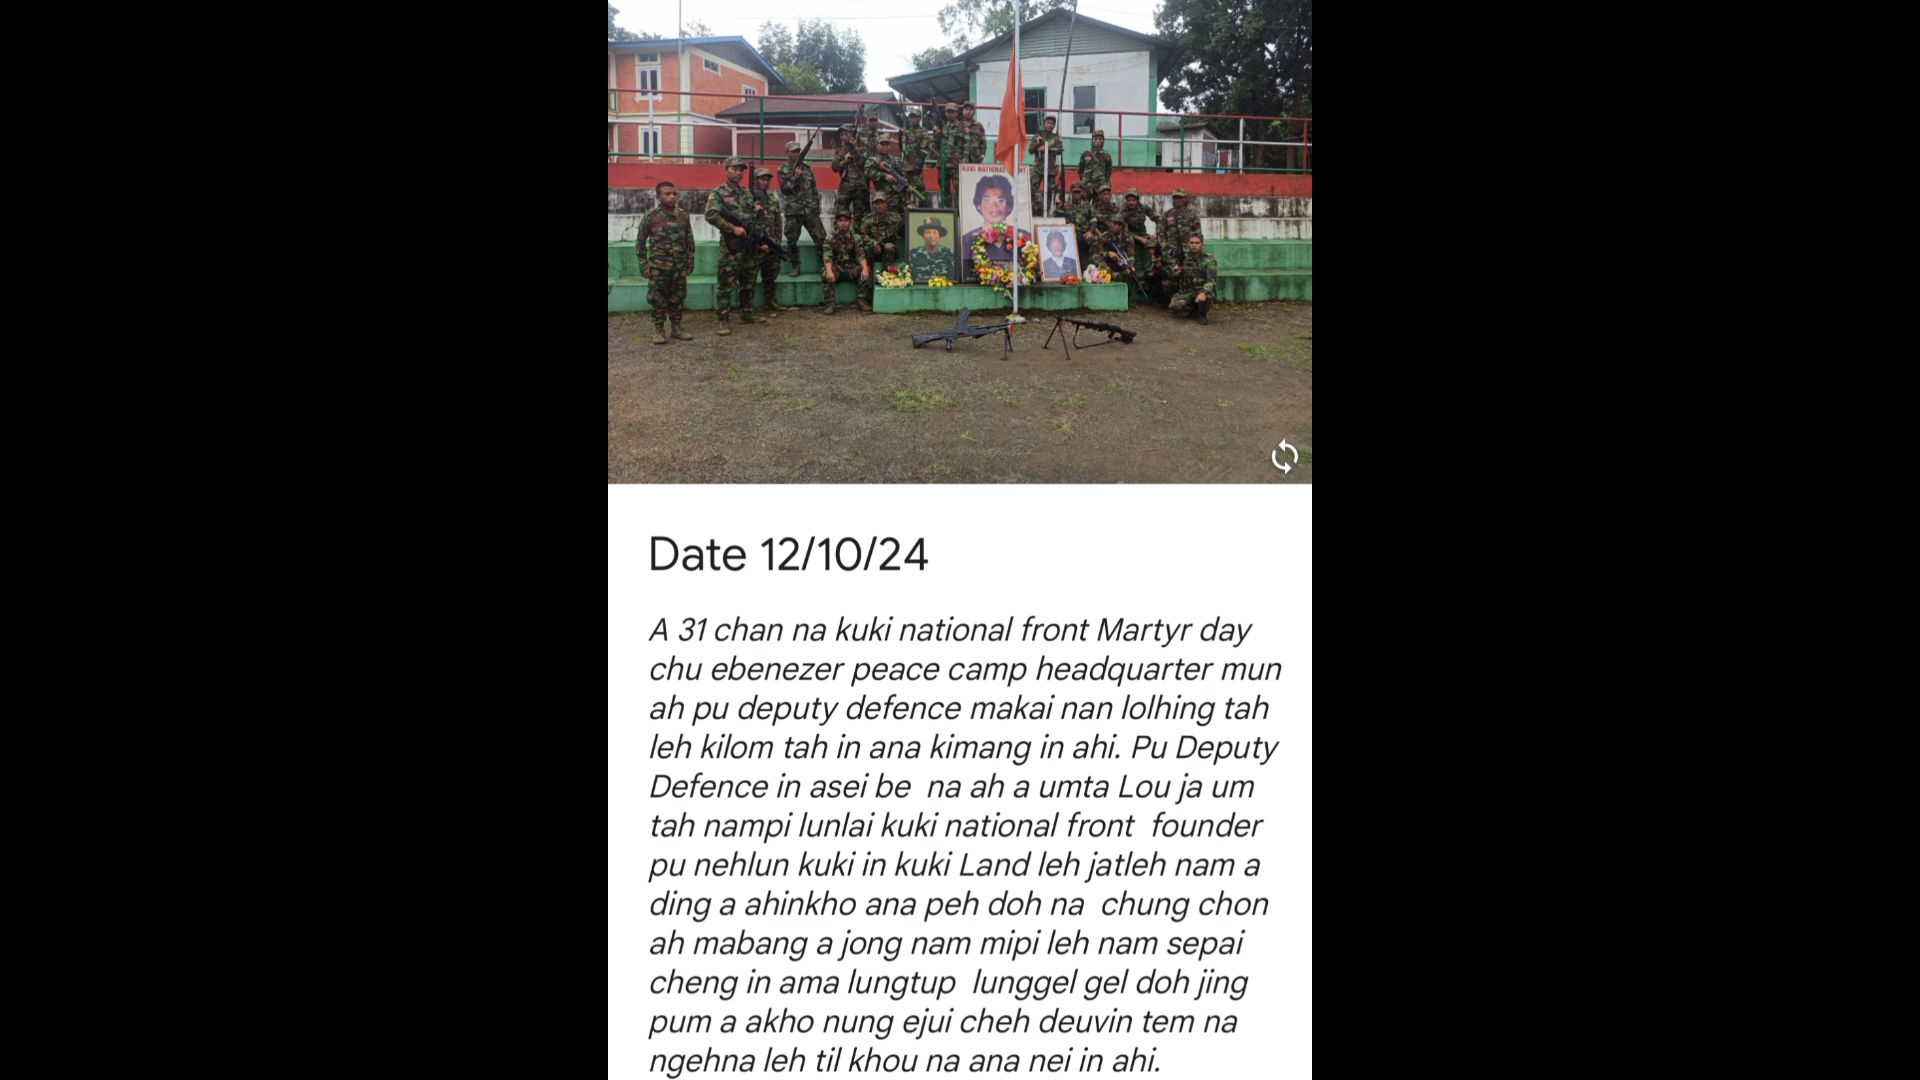 KUKI NATIONAL
Date 12/10/24
A 31 chan na kuki national front Martyr day
chu ebenezer peace camp headquarter mun
ah pu deputy defence makai nan lolhing tah
leh kilom tah in ana kimang in ahi. Pu Deputy
Defence in asei be na ah a umta Lou ja um
tah nampi lunlai kuki national front founder
pu nehlun kuki in kuki Land leh jatleh nam a
ding a ahinkho ana peh doh na chung chon
ah mabang a jong nam mipi leh nam sepai
cheng in ama lungtup lunggel gel doh jing
pum a akho nung ejui cheh deuvin tem na
ngehna leh til khou na ana nei in ahi.